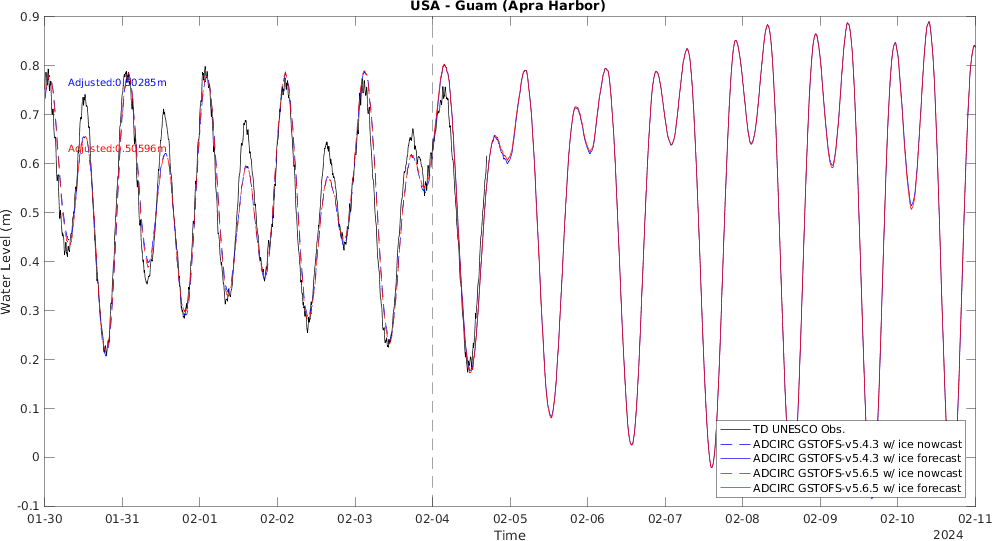 USA - Guam (Apra Harbor)
0.9
0.8
0.7
0.6
0.5
0.4
0.3
0.2
0.1
0
-0.1
Water Level (m)
Adjusted:0.50285m
Adjusted:0.50596m
TD UNESCO Obs.
ADCIRC GSTOFS-v5.4.3 w/ ice nowcast
ADCIRC GSTOFS-v5.4.3 w/ ice forecast
ADCIRC GSTOFS-v5.6.5 w/ ice nowcast
ADCIRC GSTOFS-v5.6.5 w/ ice forecast
01-30 01-31 02-01 02-02 02-03 02-04 02-05 02-06 02-07 02-08 02-09 02-10 02-11
Time
2024